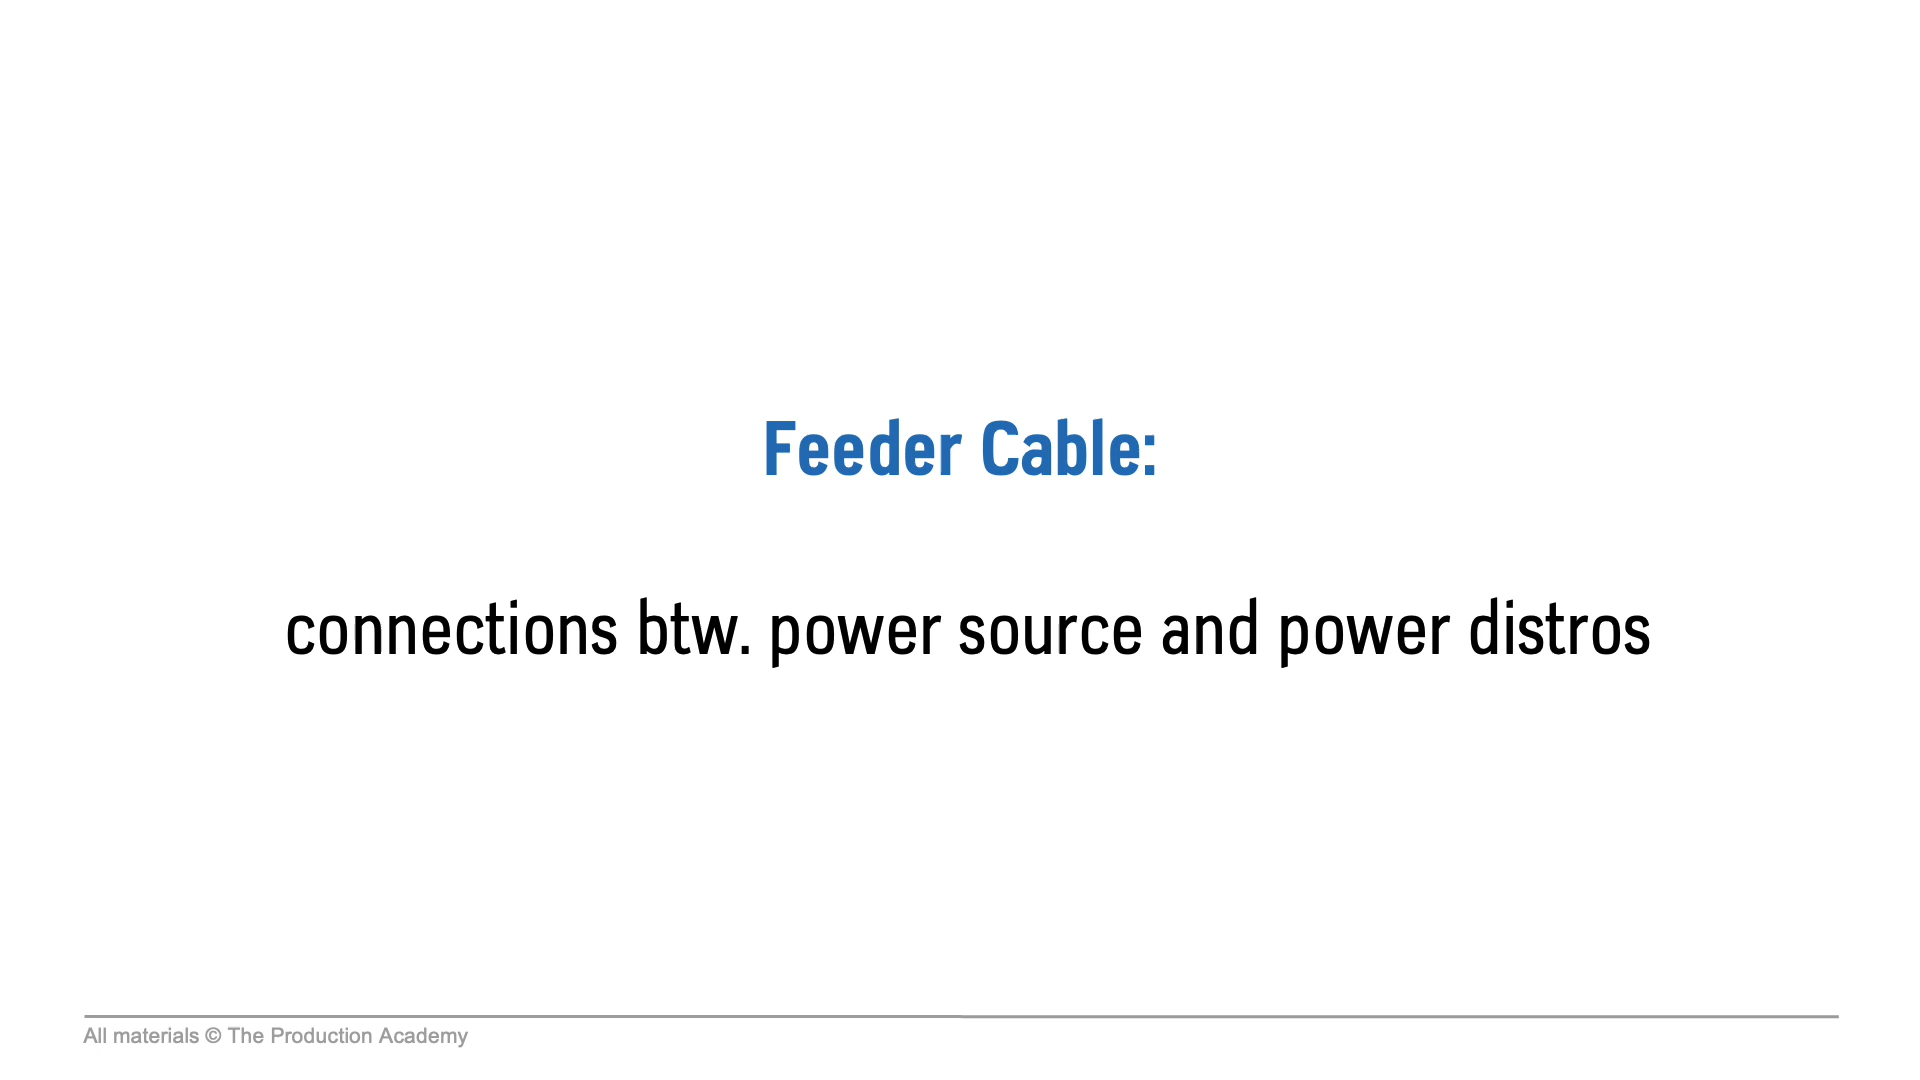 Feeder Cable:
connections btw. power source and power distros
All materials © The Production Academy